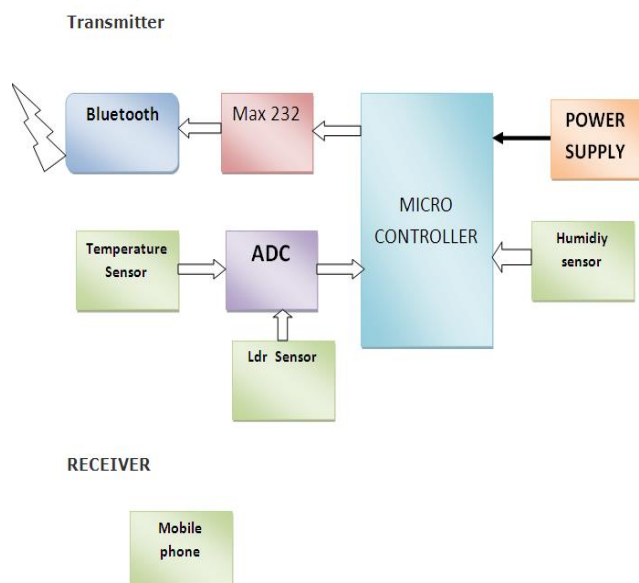 Transmitter
Bluetooth
Max 232
POWER
SUPPLY
MICRO
CONTROLLER
Temperature
Sensor
ADC
Humidiy
sensor
Ldr Sensor
RECEIVER
Mobile
phone